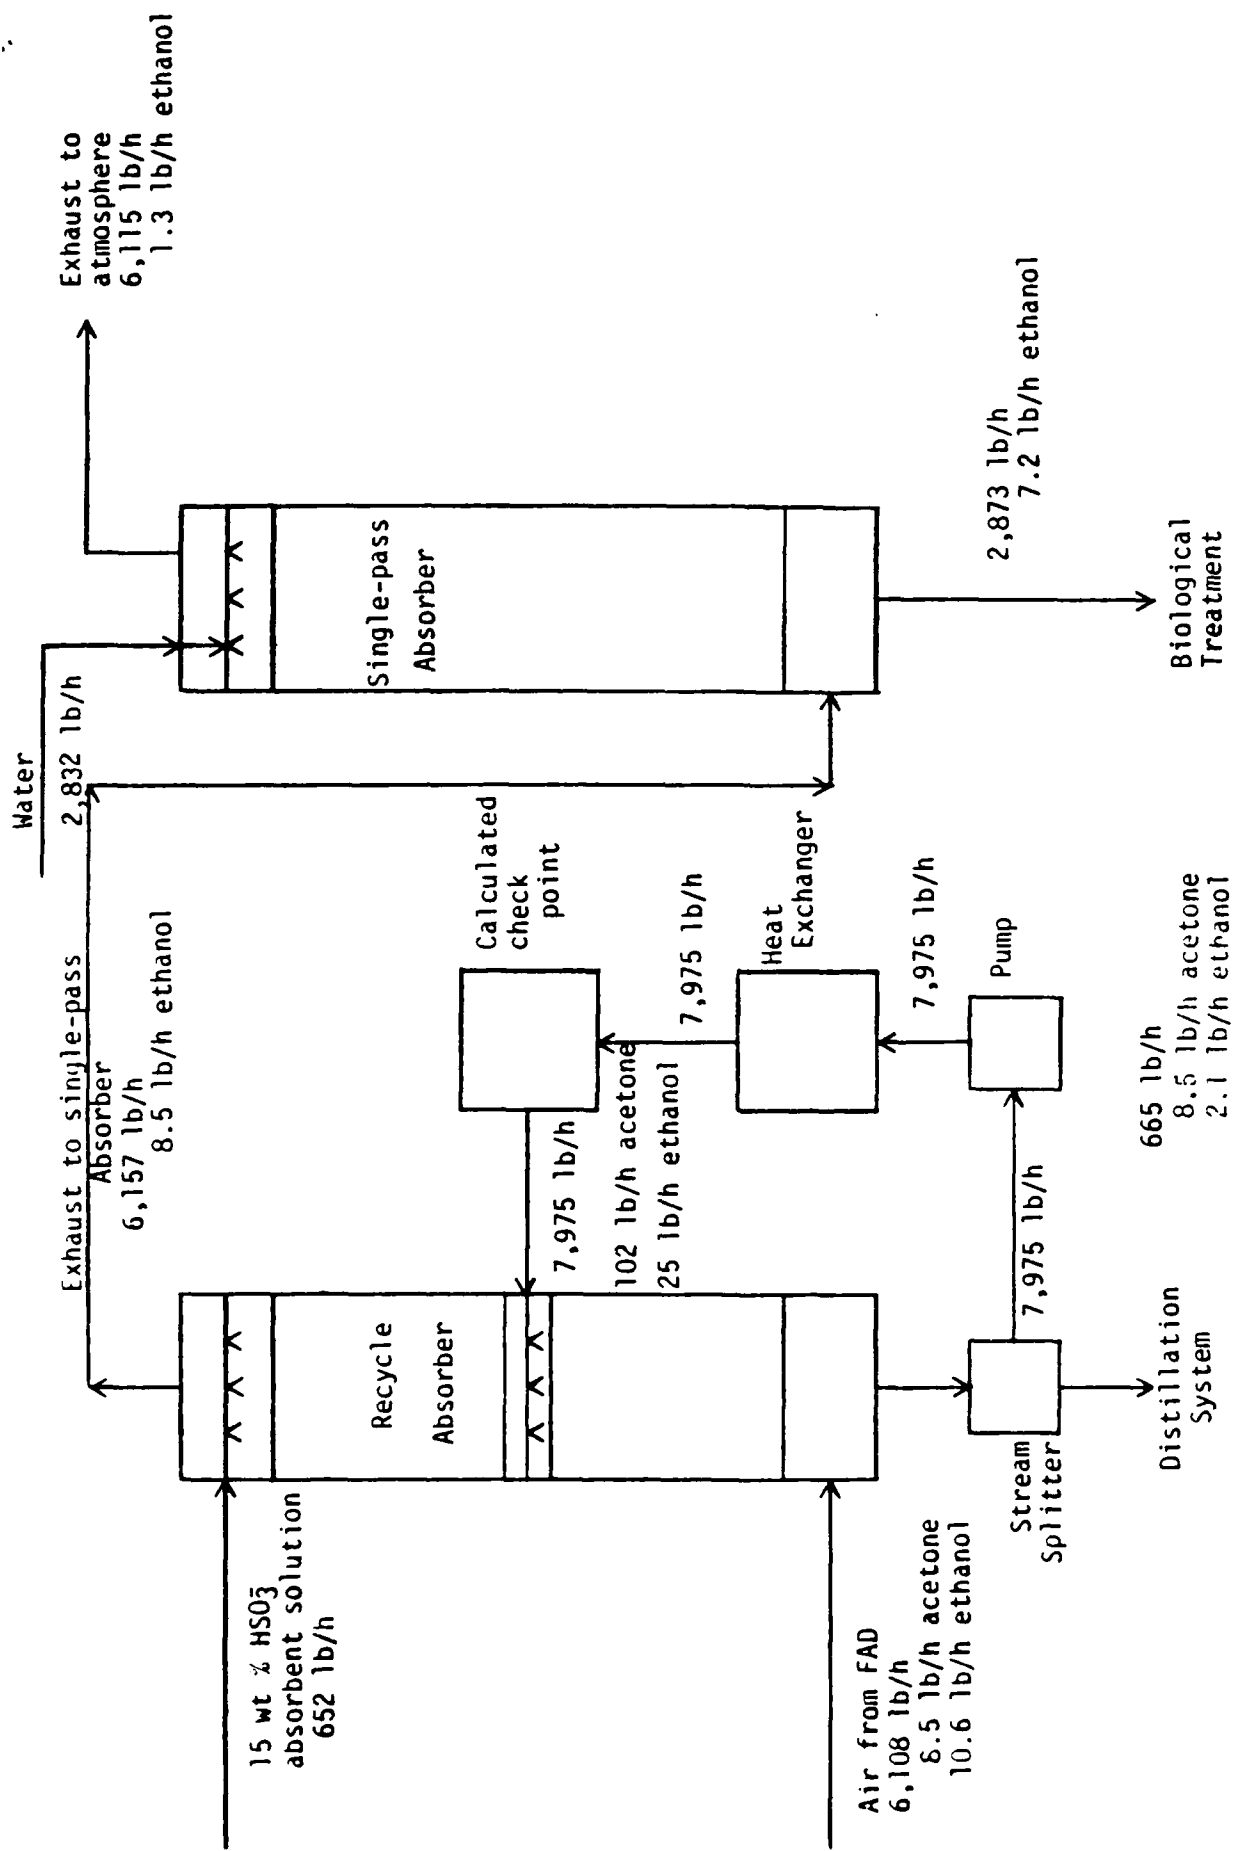 Water
2,832 lb/h
Exhaust to
atmosphere
6,115 lb/h
1.3 lb/h ethanol
Exhaust to single-pass
Absorber
6,157 lb/h
8.5 lb/h ethanol
15 wt % HSO3̄
absorbent solution
652 lb/h
Recycle
Absorber
Calculated
check
point
7,975 lb/h
102 lb/h acetone
25 lb/h ethanol
7,975 lb/h
Heat
Exchanger
7,975 lb/h
Pump
Single-pass
Absorber
Air from FAD
6,108 lb/h
8.5 lb/h acetone
10.6 lb/h ethanol
Stream
Splitter
7,975 lb/h
Distillation
System
665 lb/h
8.5 lb/h acetone
2.1 lb/h ethanol
2,873 lb/h
7.2 lb/h ethanol
Biological
Treatment